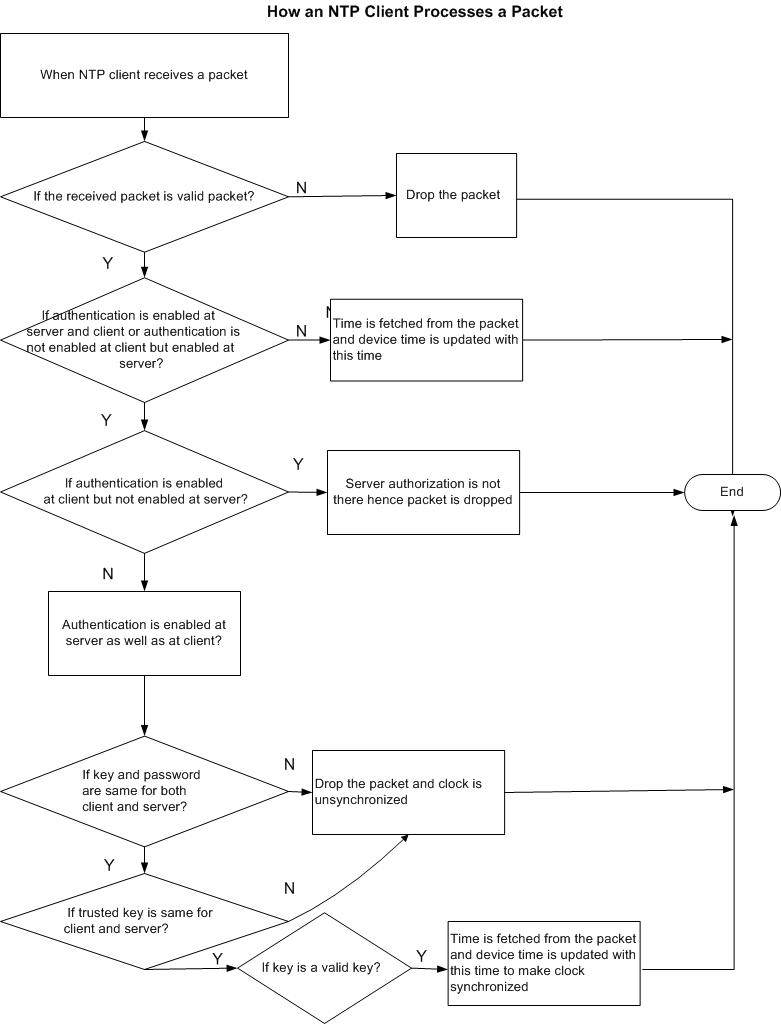 How an NTP Client Processes a Packet
When NTP client receives a packet
If the received packet is valid packet?
N
Drop the packet
Y
If authentication is enabled at
server and client or authentication is
not enabled at client but enabled at
server?
N
Time is fetched from the packet
and device time is updated with
this time
Y
If authentication is enabled
at client but not enabled at server?
Y
Server authorization is not
there hence packet is dropped
End
N
Authentication is enabled at
server as well as at client?
If key and password
are same for both
client and server?
N
Drop the packet and clock is
unsynchronized
Y
If trusted key is same for
client and server?
N
Y
If key is a valid key?
Y
Time is fetched from the packet
and device time is updated with
this time to make clock
synchronized